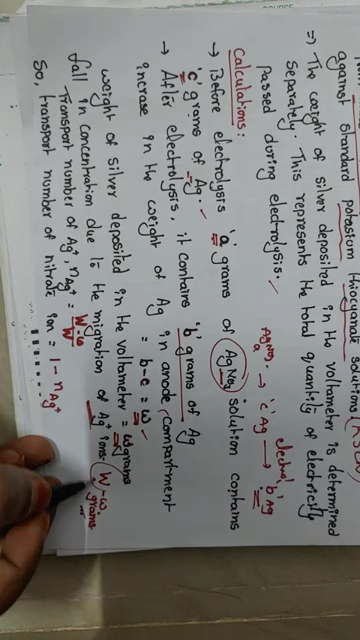 against standard potassium thiocyanate solutions
⇒ The weight of silver deposited in the voltameter is determined
separately. This represents the total quantity of electricity
passed during electrolysis.
AgNO3 → 'c' Ag → 'b' Ag
a
Calculations:
→ Before electrolysis 'a' grams of AgNO3 solution contains
'c' grams of Ag.
→ After electrolysis, it contains 'b' grams of Ag
increase in the weight of Ag in anode compartment
= b-c = w
weight of silver deposited in the voltameter = w grams
fall in concentration due to the migration of Ag+ ions = (W-w) grams
Transport number of Ag+, nAg+ = W-w/W
So, transport number of nitrate ion = 1 - nAg+